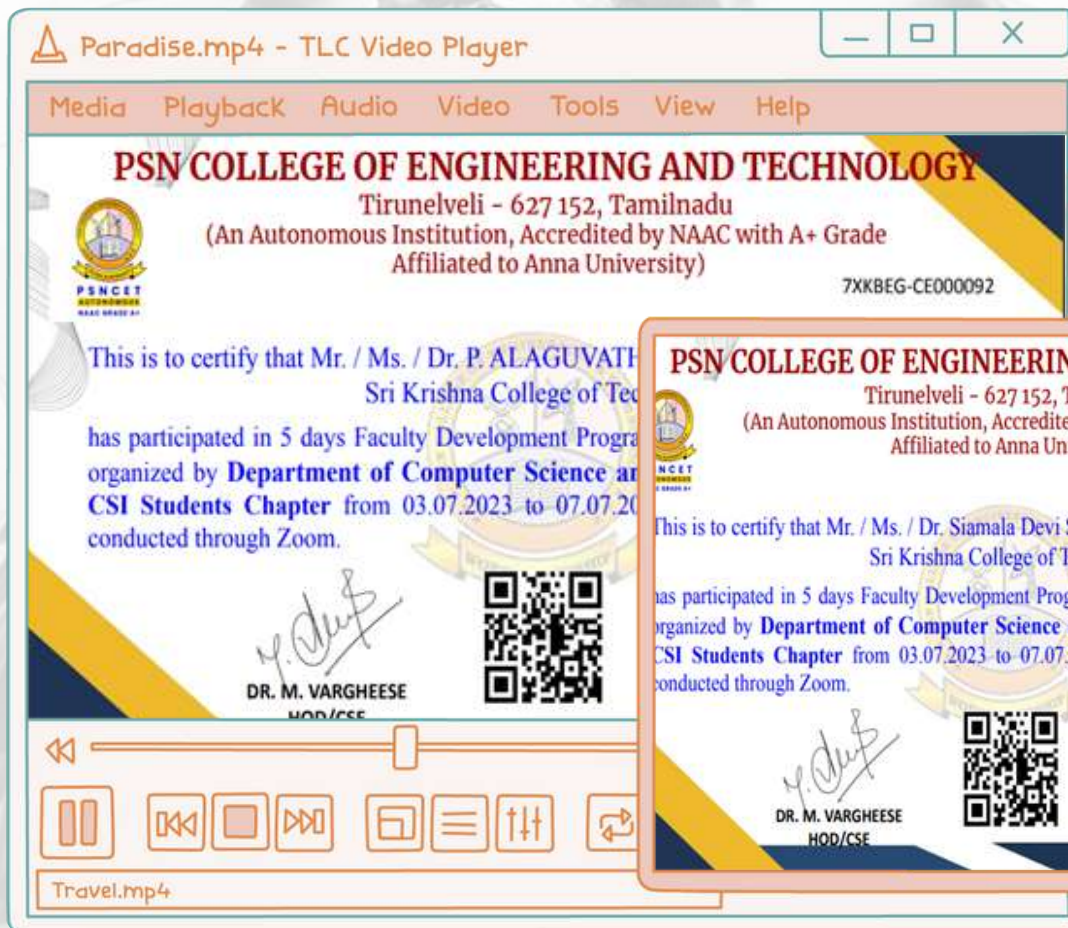 Paradise.mp4 - TLC Video Player
Media Playback Audio Video Tools View Help
PSN COLLEGE OF ENGINEERING AND TECHNOLOGY
Tirunelveli - 627 152, Tamilnadu
(An Autonomous Institution, Accredited by NAAC with A+ Grade
Affiliated to Anna University)
7XKBEG-CE000092
PSNCET
AUTONOMOUS
NAAC GRADE A+
This is to certify that Mr. / Ms. / Dr. P. ALAGUVATH
Sri Krishna College of Tec
has participated in 5 days Faculty Development Progra
organized by Department of Computer Science an
CSI Students Chapter from 03.07.2023 to 07.07.20
conducted through Zoom.
DR. M. VARGHEESE
HOD/CSE
PSN COLLEGE OF ENGINEERIN
Tirunelveli - 627 152, T
(An Autonomous Institution, Accredite
Affiliated to Anna Un
NCET
This is to certify that Mr. / Ms. / Dr. Siamala Devi S
Sri Krishna College of T
has participated in 5 days Faculty Development Prog
organized by Department of Computer Science
CSI Students Chapter from 03.07.2023 to 07.07.
conducted through Zoom.
DR. M. VARGHEESE
HOD/CSE
Travel.mp4